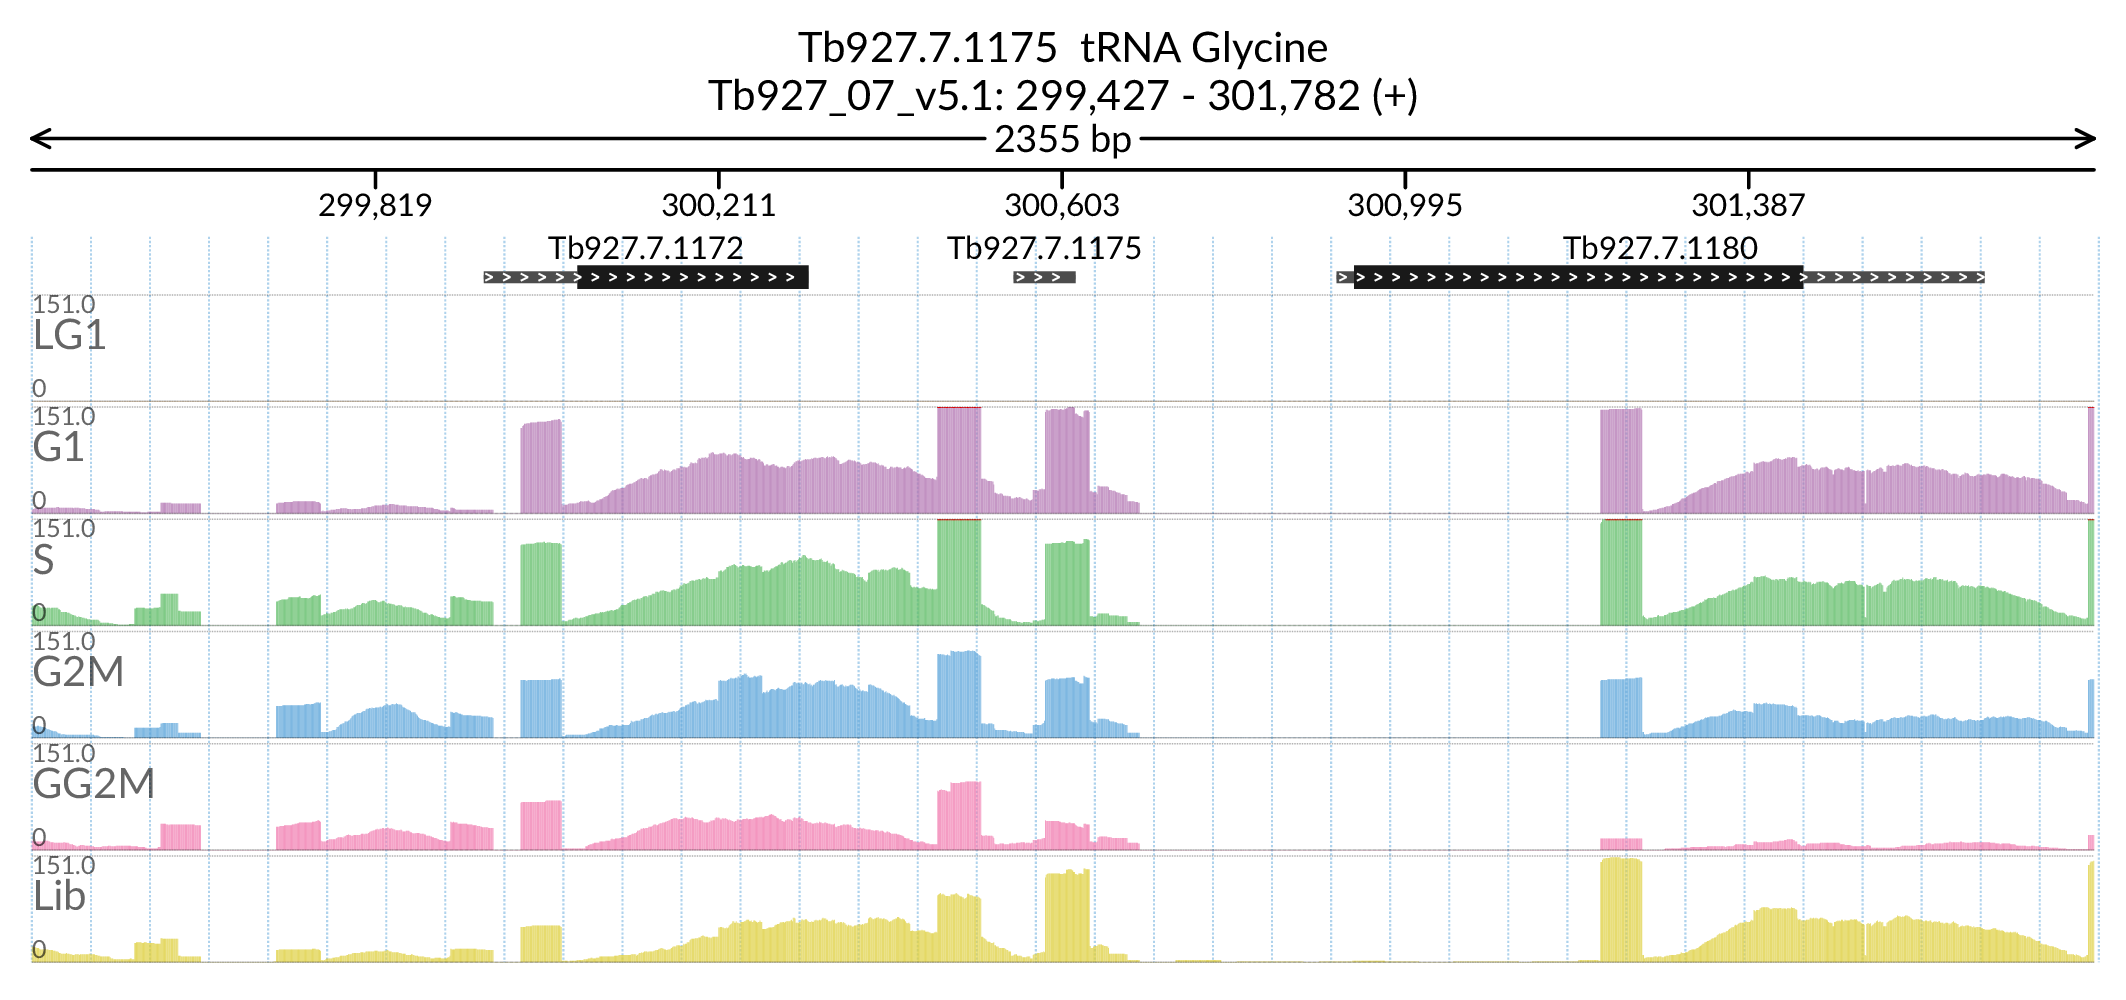 Tb927.7.1175 tRNA Glycine
Tb927_07_v5.1: 299,427 - 301,782 (+)
2355 bp
299,819 300,211 300,603 300,995 301,387
Tb927.7.1172 Tb927.7.1175 Tb927.7.1180
151.0
LG1
0
151.0
G1
0
151.0
S
0
151.0
G2M
0
151.0
GG2M
0
151.0
Lib
0